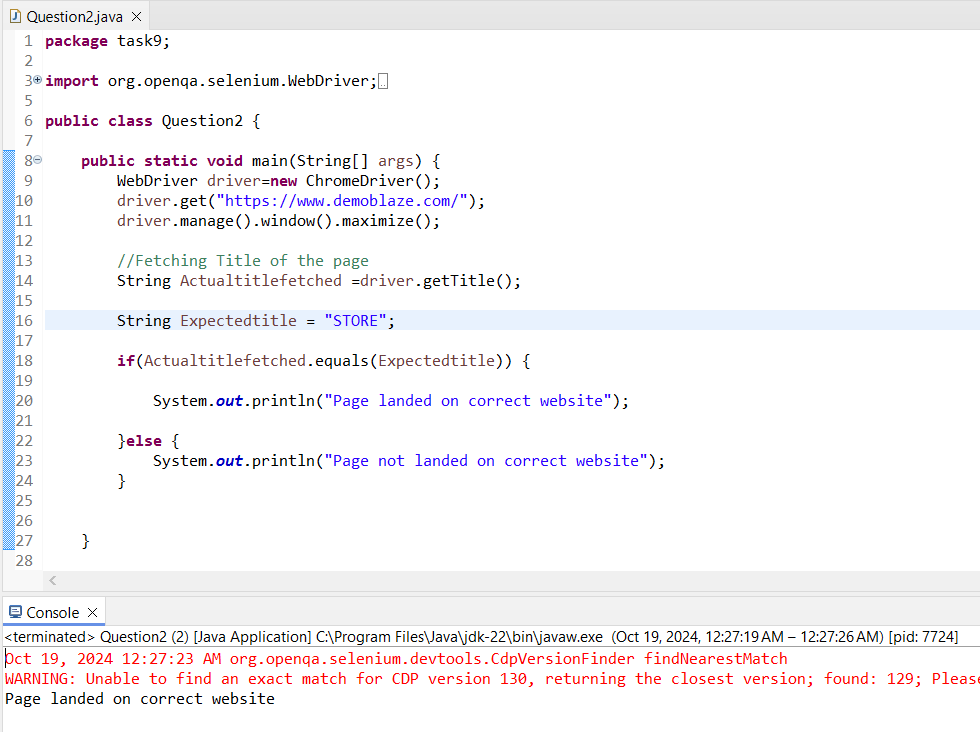 Question2.java
1 package task9;
2
3 import org.openqa.selenium.WebDriver;
5
6 public class Question2 {
7
8 public static void main(String[] args) {
9 WebDriver driver=new ChromeDriver();
10 driver.get("https://www.demoblaze.com/");
11 driver.manage().window().maximize();
12
13 //Fetching Title of the page
14 String Actualtitlefetched =driver.getTitle();
15
16 String Expectedtitle = "STORE";
17
18 if(Actualtitlefetched.equals(Expectedtitle)) {
19
20 System.out.println("Page landed on correct website");
21
22 }else {
23 System.out.println("Page not landed on correct website");
24 }
25
26
27 }
28
Console
<terminated> Question2 (2) [Java Application] C:\Program Files\Java\jdk-22\bin\javaw.exe (Oct 19, 2024, 12:27:19 AM – 12:27:26 AM) [pid: 7724]
Oct 19, 2024 12:27:23 AM org.openqa.selenium.devtools.CdpVersionFinder findNearestMatch
WARNING: Unable to find an exact match for CDP version 130, returning the closest version; found: 129; Please
Page landed on correct website